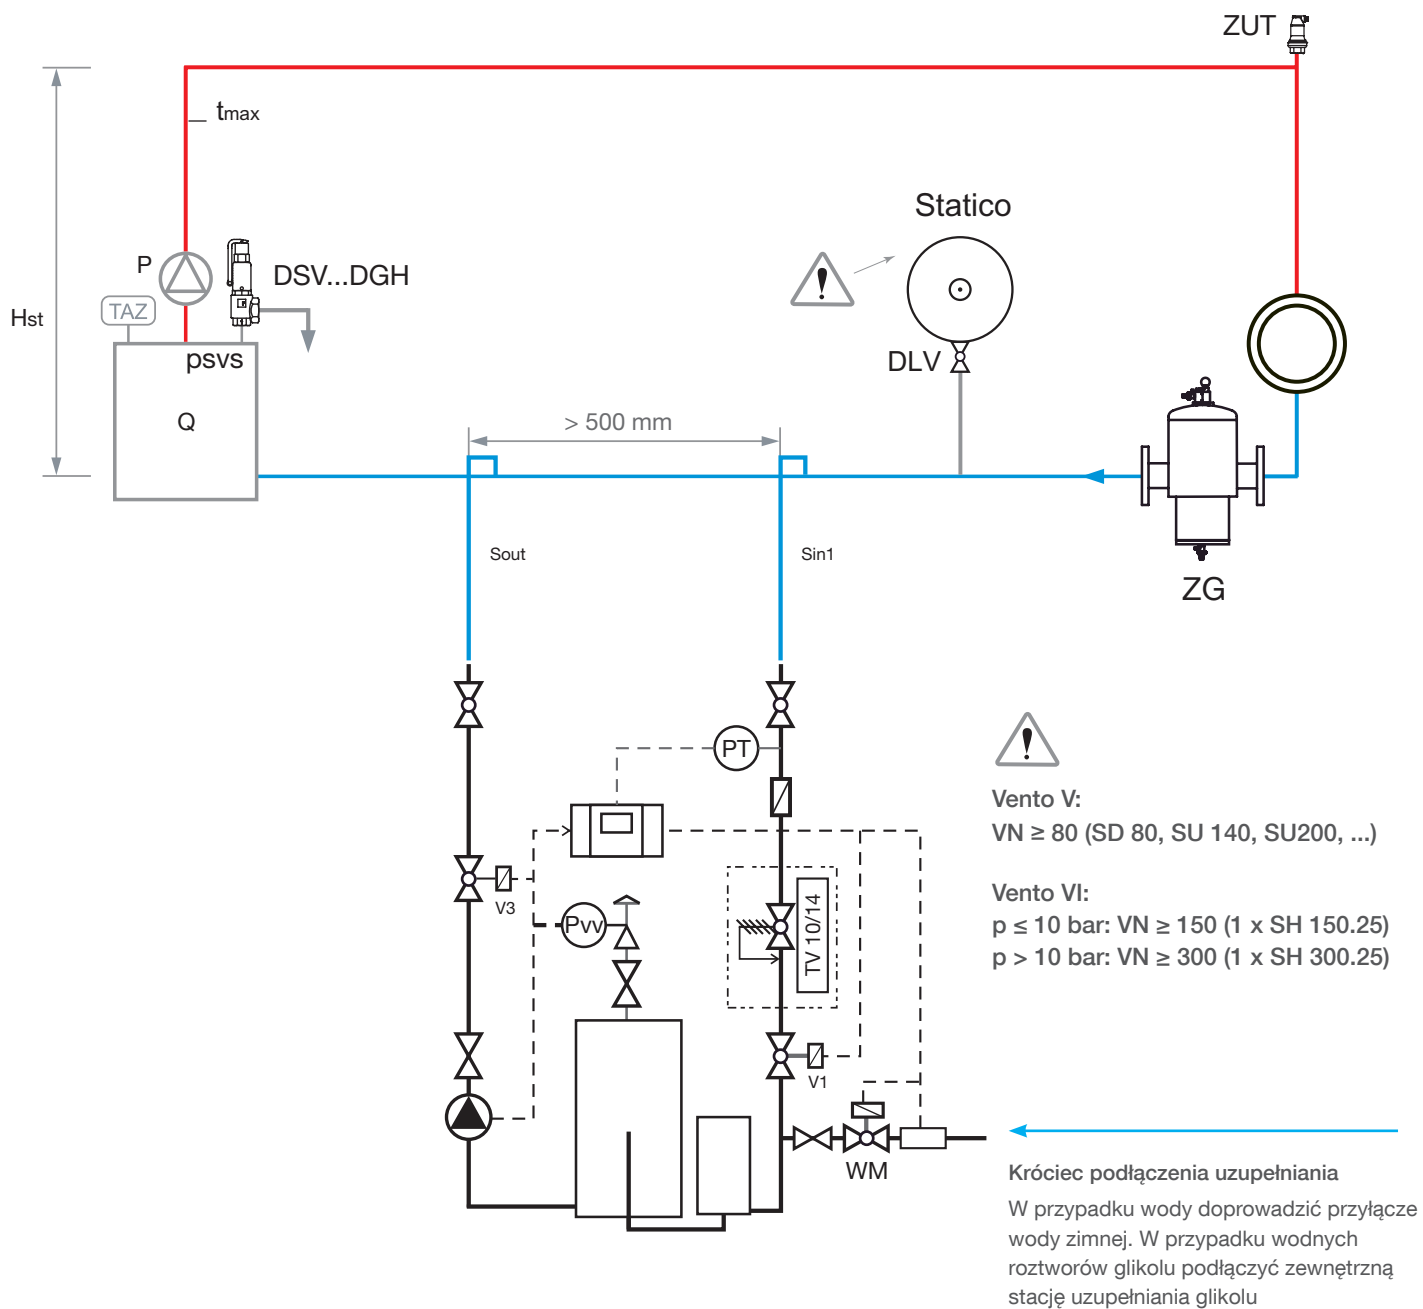 ZUT
tmax
Statico
P
DSV...DGH
TAZ
Hst
psvs
DLV
Q
> 500 mm
Sout
Sin1
ZG
PT
Vento V:
VN ≥ 80 (SD 80, SU 140, SU200, ...)
V3
Pvv
TV 10/14
Vento VI:
p ≤ 10 bar: VN ≥ 150 (1 x SH 150.25)
p > 10 bar: VN ≥ 300 (1 x SH 300.25)
V1
WM
Króciec podłączenia uzupełniania
W przypadku wody doprowadzić przyłącze
wody zimnej. W przypadku wodnych
roztworów glikolu podłączyć zewnętrzną
stację uzupełniania glikolu